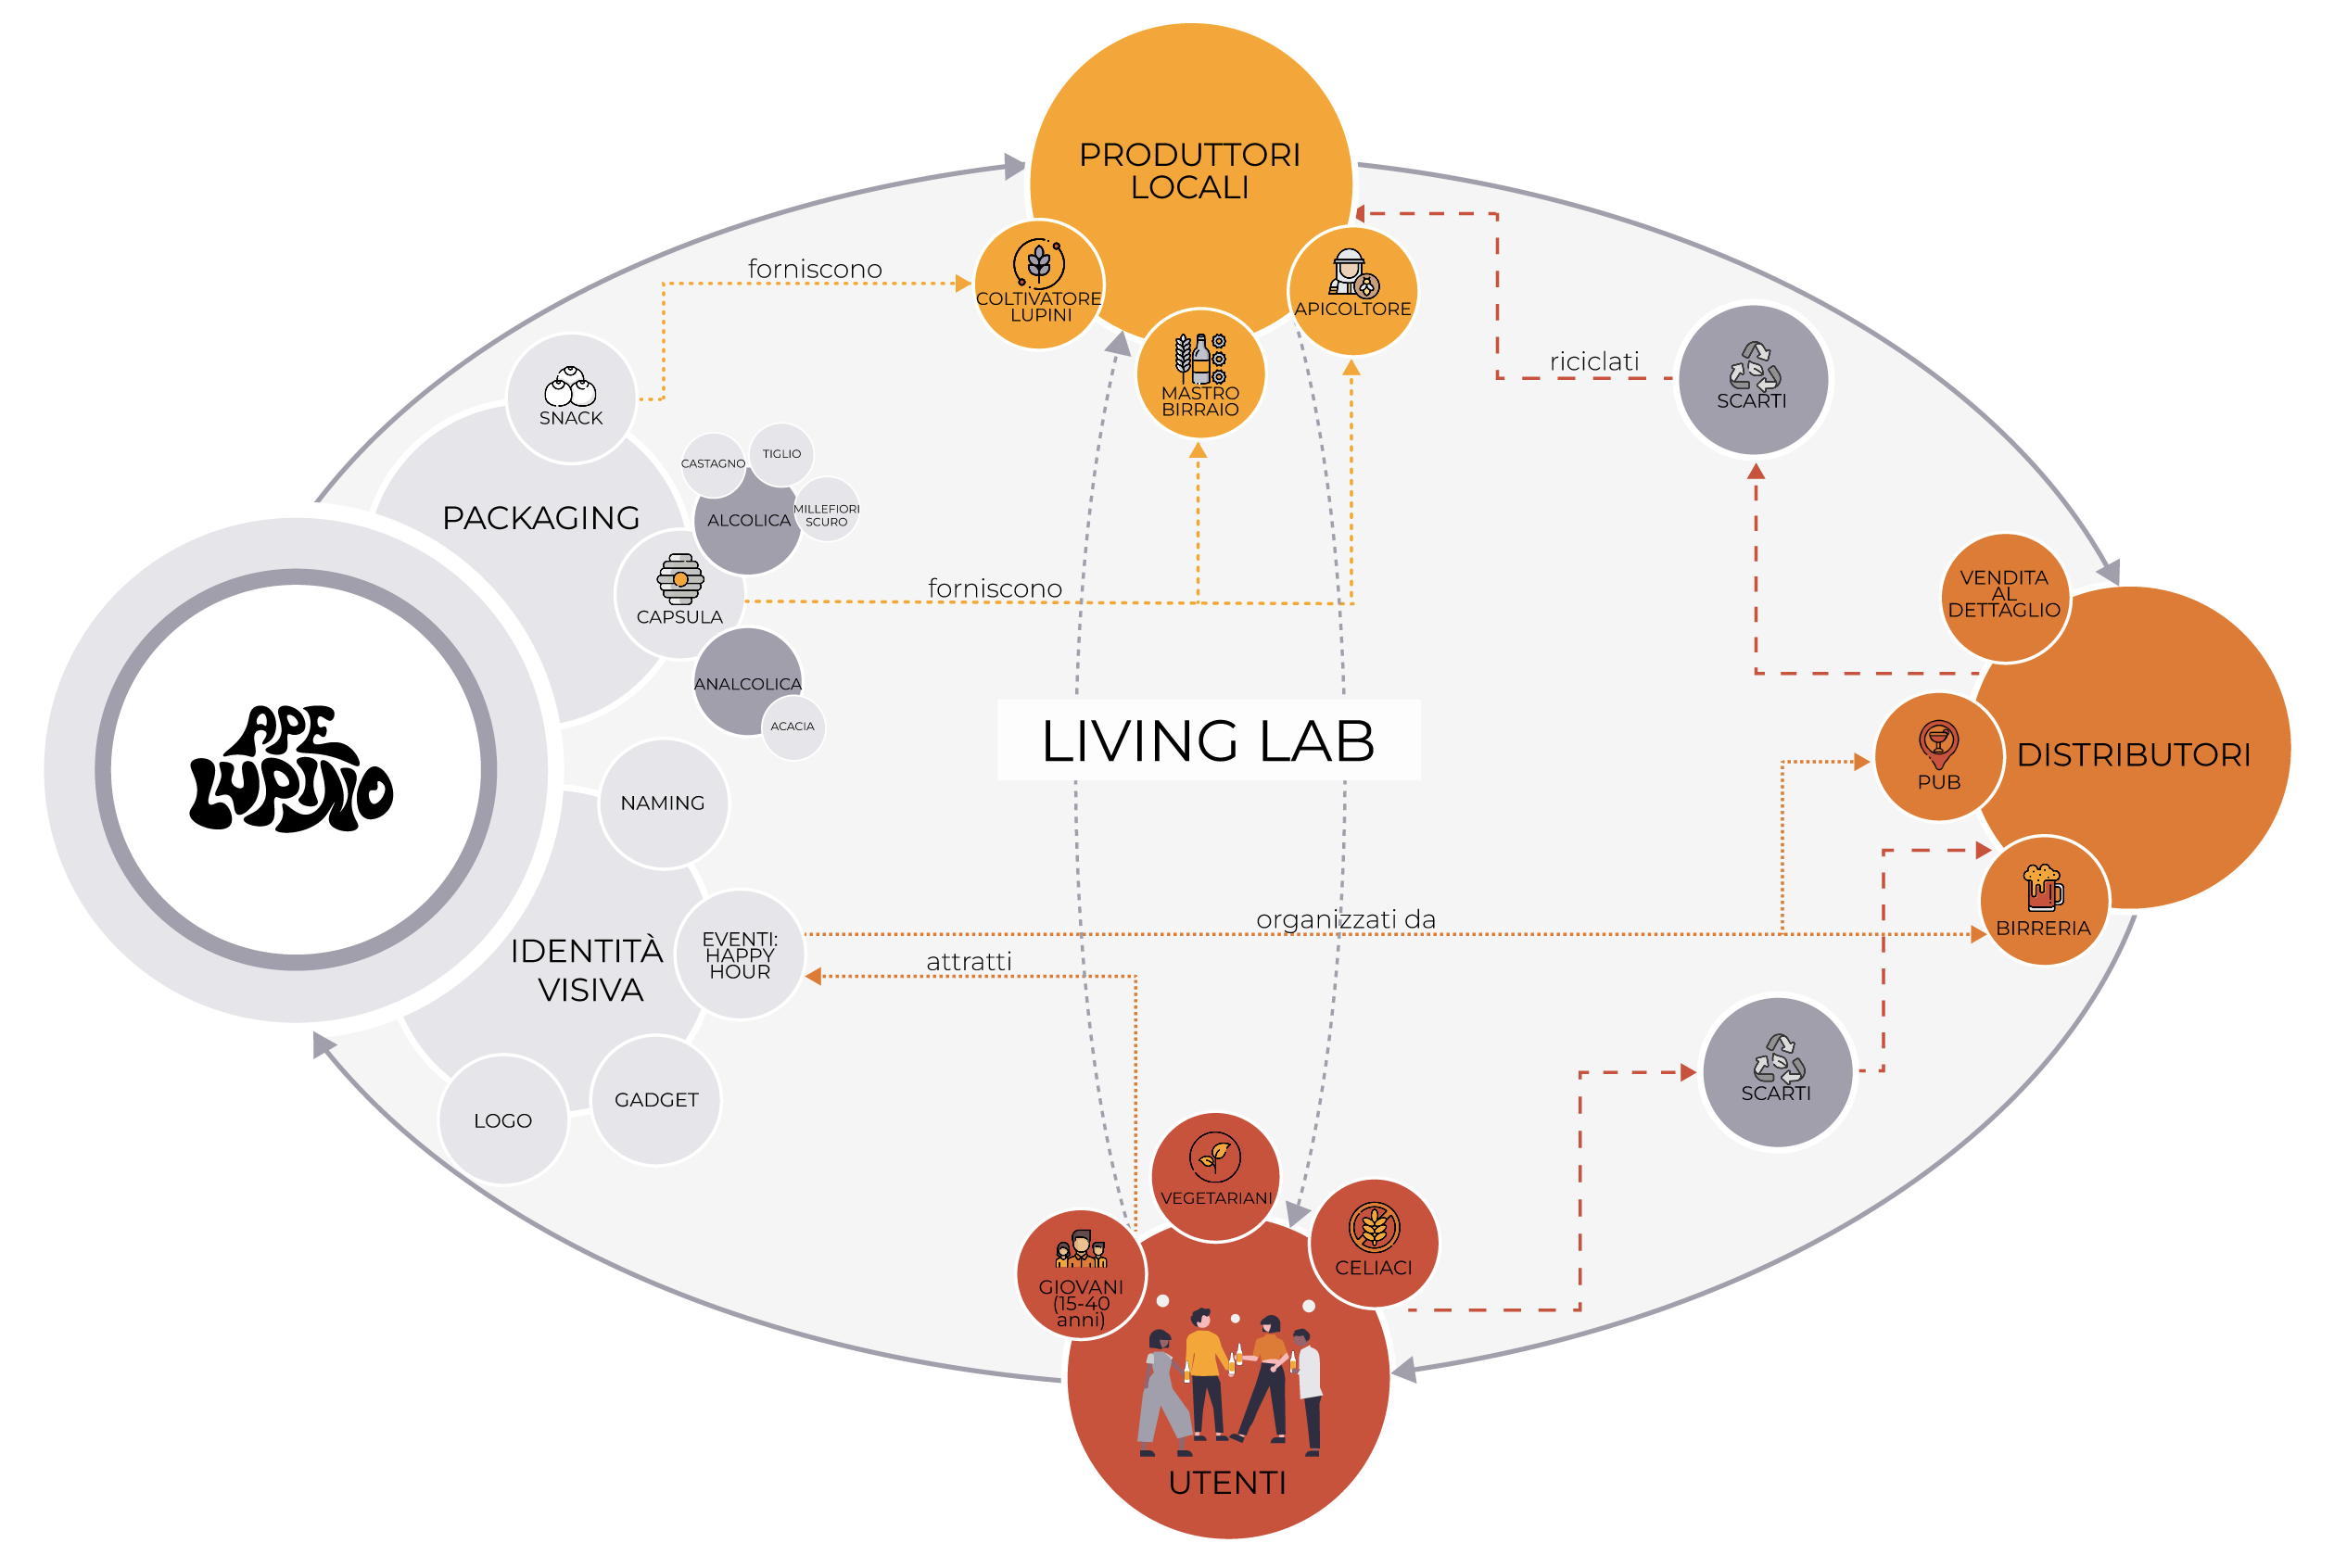 PRODUTTORI
LOCALI
COLTIVATORE
LUPINI
MASTRO
BIRRAIO
APICOLTORE
forniscono
riciclati
SCARTI
SNACK
PACKAGING
CASTAGNO
TIGLIO
MILLEFIORI
SCURO
ALCOLICA
CAPSULA
forniscono
ANALCOLICA
ACACIA
VENDITA
AL
DETTAGLIO
PUB
DISTRIBUTORI
BIRRERIA
APE
LUPINO
LIVING LAB
NAMING
IDENTITÀ
VISIVA
EVENTI:
HAPPY
HOUR
organizzati da
attratti
LOGO
GADGET
SCARTI
VEGETARIANI
GIOVANI
(15-40
anni)
CELIACI
UTENTI